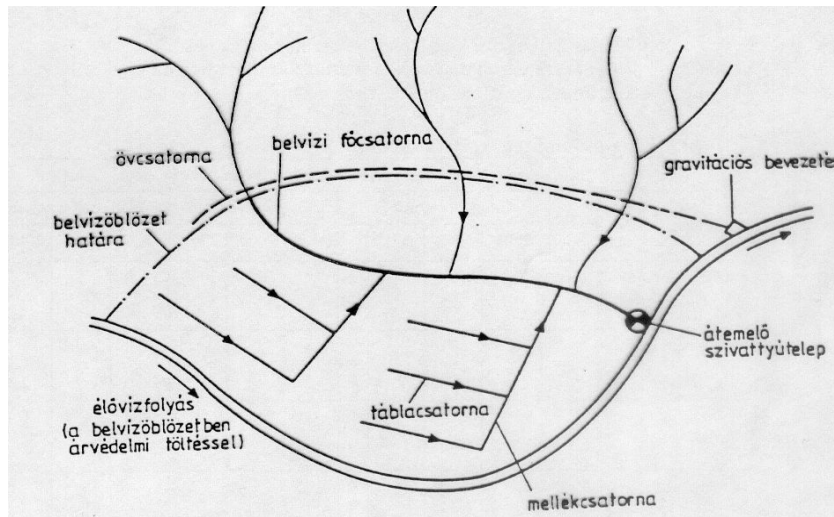 belvízi főcsatorna
övcsatorna
gravitációs bevezetés
belvízöblözet
határa
átemelő
szivattyútelep
élővízfolyás
(a belvízöblözetben
árvédelmi töltéssel)
táblacsatorna
mellékcsatorna